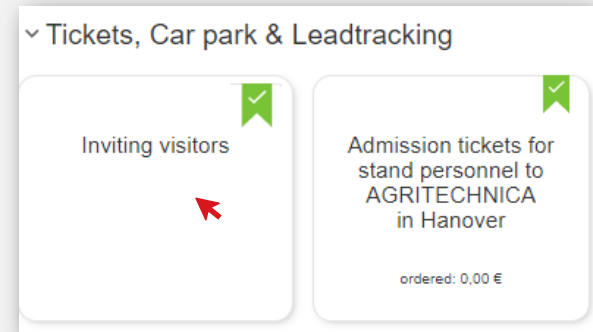 Tickets, Car park & Leadtracking
Inviting visitors
Admission tickets for
stand personnel to
AGRITECHNICA
in Hanover
ordered: 0,00 €